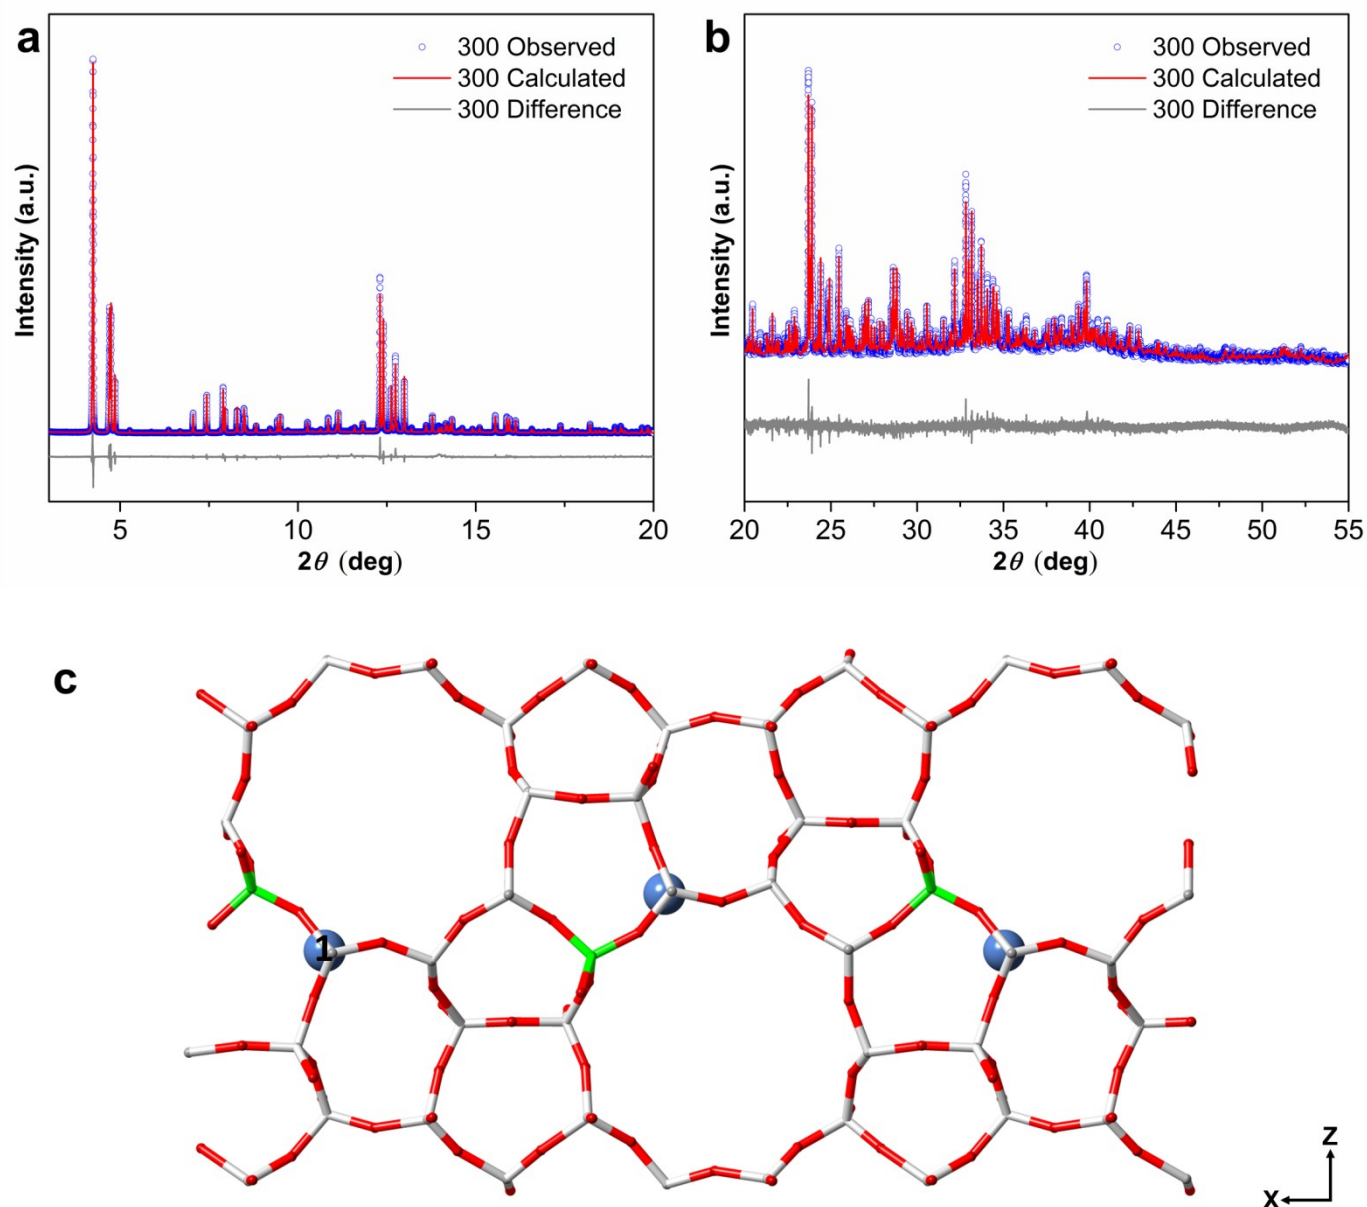 a
300 Observed
300 Calculated
300 Difference
Intensity (a.u.)
5 10 15 20
2θ (deg)
b
300 Observed
300 Calculated
300 Difference
Intensity (a.u.)
20 25 30 35 40 45 50 55
2θ (deg)
c
1
Z
X